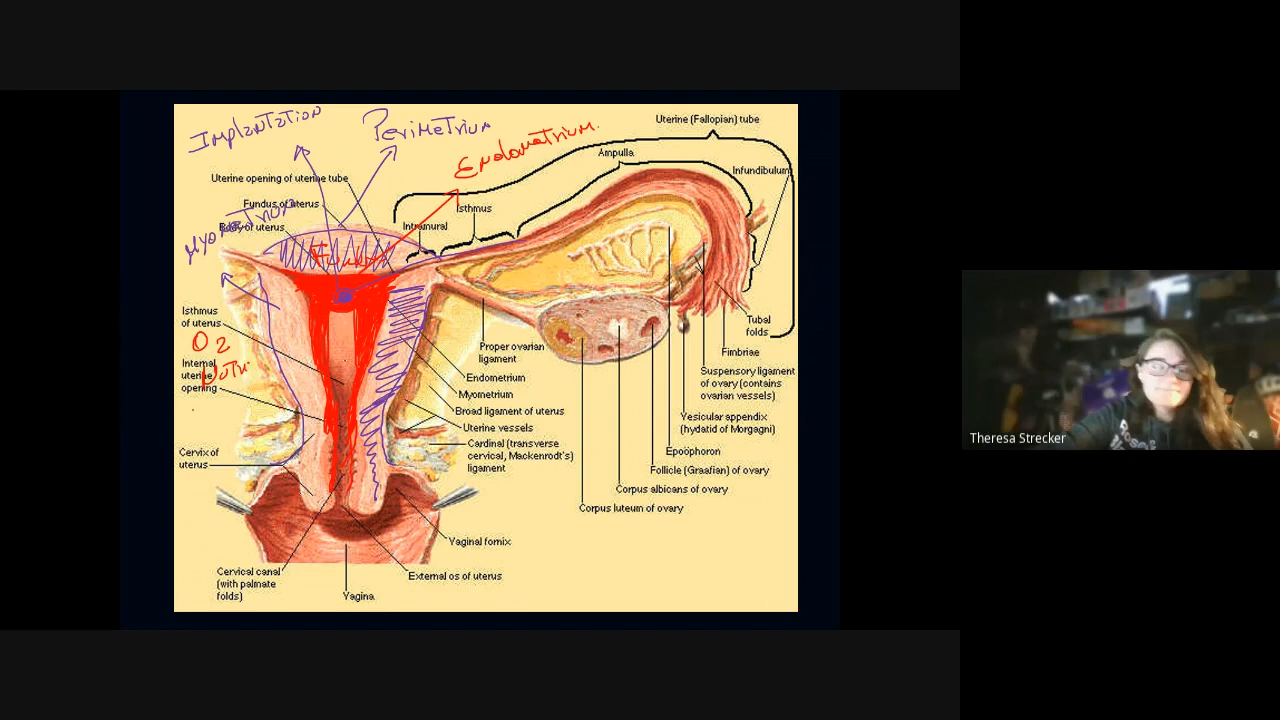 Implantation
Perimetrium
Endometrium.
Uterine (Fallopian) tube
Ampulla
Infundibulum
Uterine opening of uterine tube
Fundus of uterus
Isthmus
Intramural
Body of uterus
Myometrium
Isthmus
of uterus
O2
Internal
uterine
opening
Cervix of
uterus
Proper ovarian
ligament
Endometrium
Myometrium
Broad ligament of uterus
Uterine vessels
Cardinal (transverse
cervical, Mackenrodt's)
ligament
Tubal
folds
Fimbriae
Suspensory ligament
of ovary (contains
ovarian vessels)
Vesicular appendix
(hydatid of Morgagni)
Epoöphoron
Follicle (Graafian) of ovary
Corpus albicans of ovary
Corpus luteum of ovary
Vaginal fornix
External os of uterus
Cervical canal
(with palmate
folds)
Vagina
Theresa Strecker